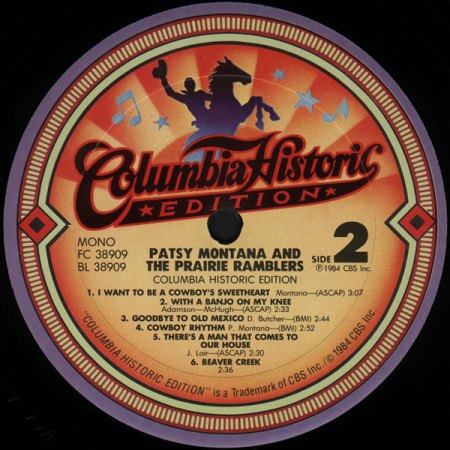 Columbia Historic
★EDITION★
MONO
FC 38909
BL 38909
PATSY MONTANA AND
THE PRAIRIE RAMBLERS
COLUMBIA HISTORIC EDITION
SIDE 2
℗1984 CBS Inc.
1. I WANT TO BE A COWBOY'S SWEETHEART Montana—(ASCAP) 3:07
2. WITH A BANJO ON MY KNEE
Adamson—McHugh—(ASCAP) 2:33
3. GOODBYE TO OLD MEXICO D. Butcher—(BMI) 2:44
4. COWBOY RHYTHM P. Montana—(BMI) 2:52
5. THERE'S A MAN THAT COMES TO
OUR HOUSE
J. Lair—(ASCAP) 2:30
6. BEAVER CREEK
2:36
"COLUMBIA HISTORIC EDITION" is a Trademark of CBS Inc./©1984 CBS Inc.